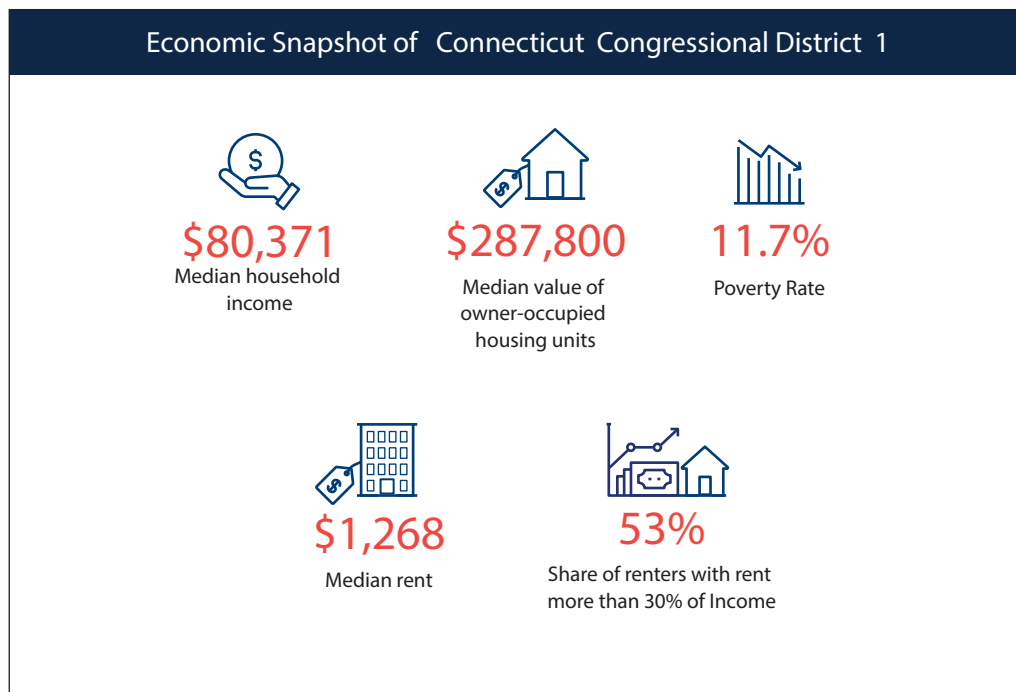 Economic Snapshot of Connecticut Congressional District 1
$
$
$80,371
Median household
income
$287,800
Median value of
owner-occupied
housing units
11.7%
Poverty Rate
$
$1,268
Median rent
53%
Share of renters with rent
more than 30% of Income